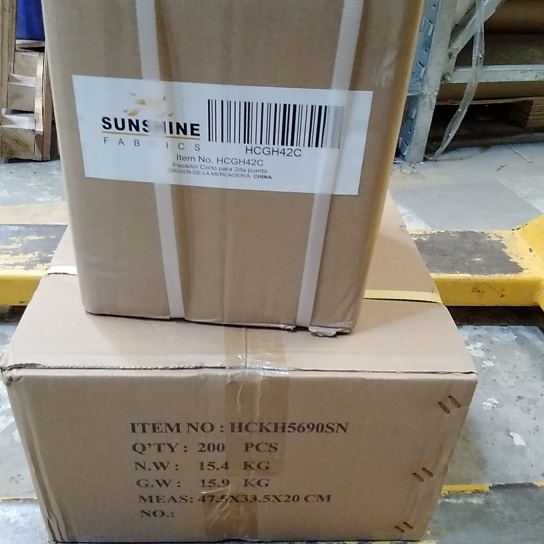 SUNSHINE
FABRICS
HCGH42C
Item No. HCGH42C
Pasador Corto para 2da puerta
ORIGEN DE LA MERCADERIA: CHINA
ITEM NO : HCKH5690SN
Q'TY : 200 PCS
N.W : 15.4 KG
G.W : 15.9 KG
MEAS: 47.5X33.5X20 CM
NO.: